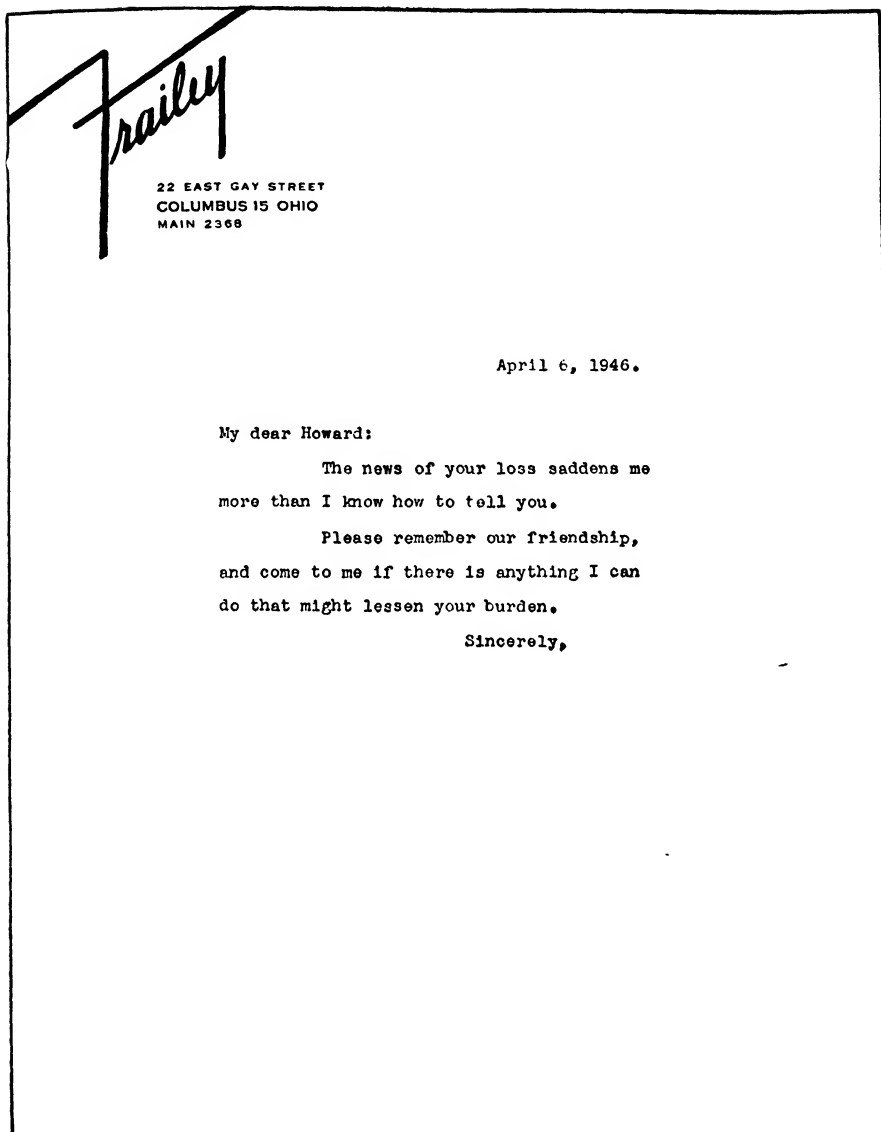 Frailey
22 EAST GAY STREET
COLUMBUS 15 OHIO
MAIN 2368
April 6, 1946.
My dear Howard:
The news of your loss saddens me
more than I know how to tell you.
Please remember our friendship,
and come to me if there is anything I can
do that might lessen your burden.
Sincerely,